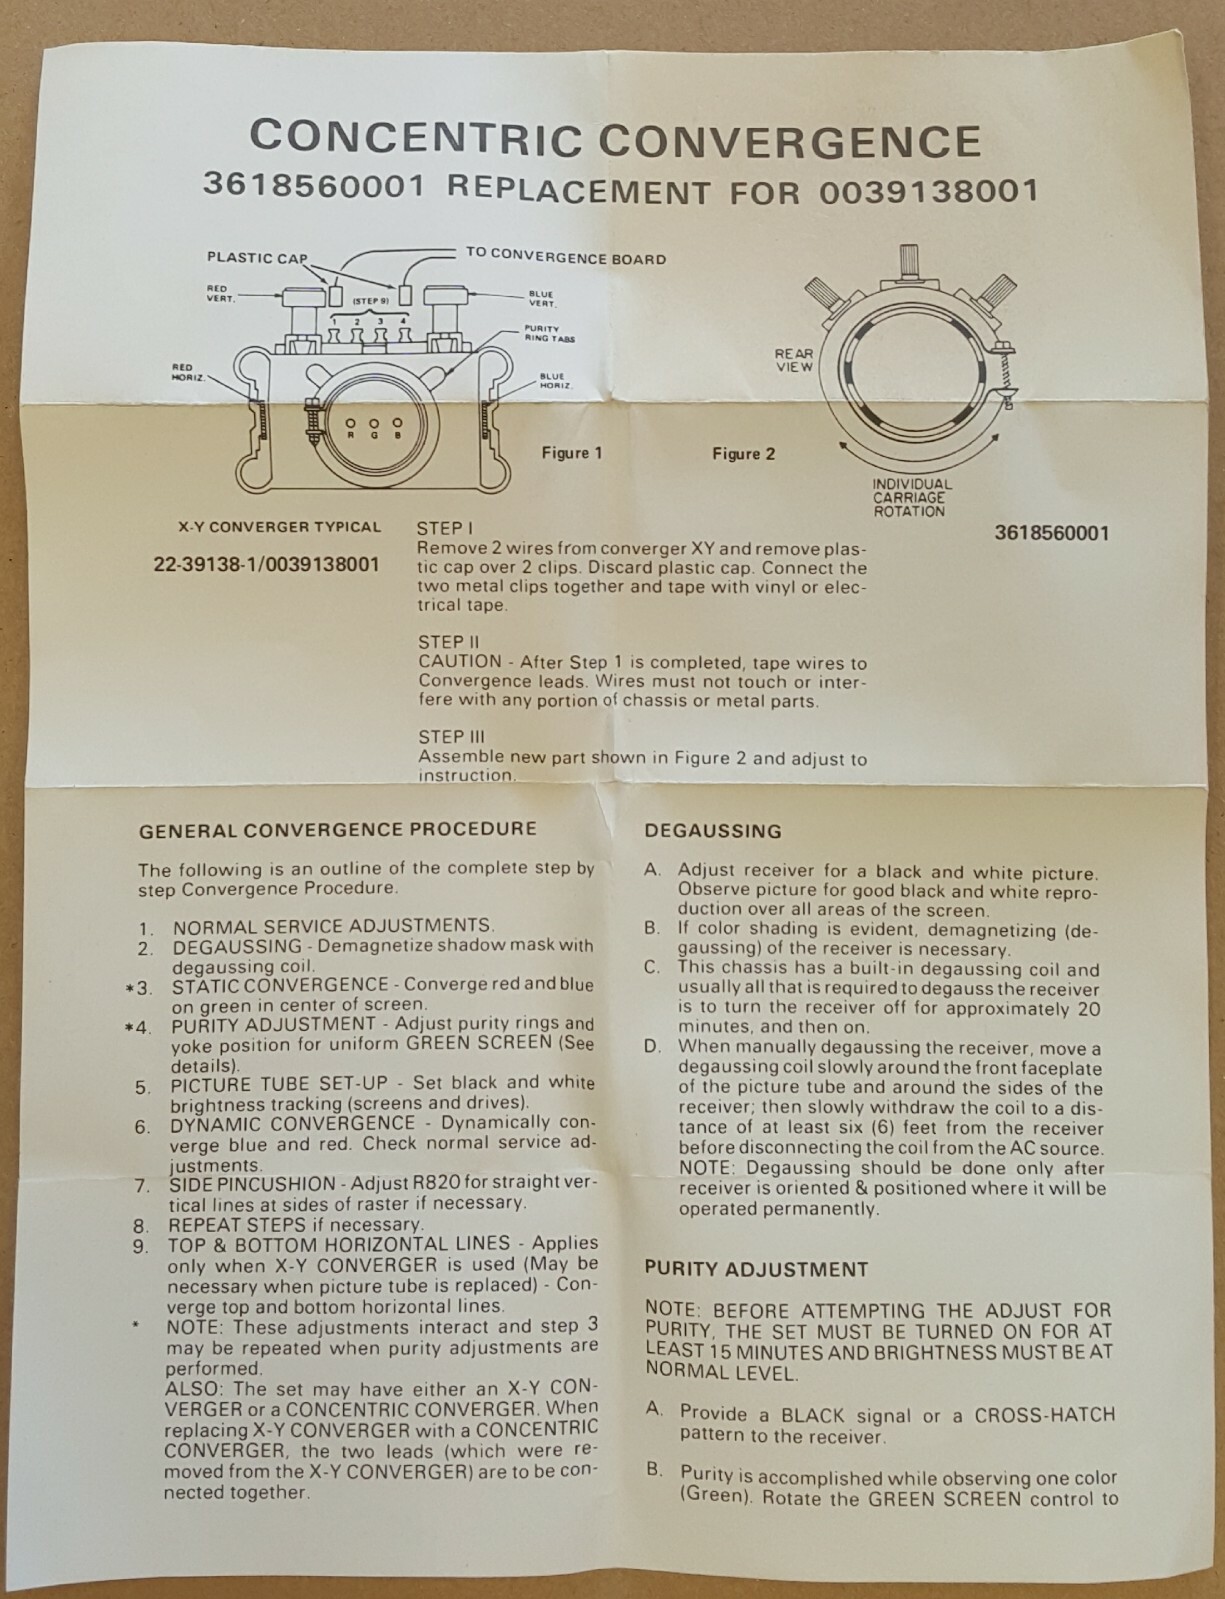 CONCENTRIC CONVERGENCE
3618560001 REPLACEMENT FOR 0039138001
PLASTIC CAP
TO CONVERGENCE BOARD
RED
VERT.
(STEP 9)
BLUE
VERT.
1 2 3 4
PURITY
RING TABS
RED
HORIZ.
BLUE
HORIZ.
R G B
Figure 1
REAR
VIEW
Figure 2
INDIVIDUAL
CARRIAGE
ROTATION
3618560001
X-Y CONVERGER TYPICAL
22-39138-1/0039138001
STEP I
Remove 2 wires from converger XY and remove plas-
tic cap over 2 clips. Discard plastic cap. Connect the
two metal clips together and tape with vinyl or elec-
trical tape.
STEP II
CAUTION - After Step 1 is completed, tape wires to
Convergence leads. Wires must not touch or inter-
fere with any portion of chassis or metal parts.
STEP III
Assemble new part shown in Figure 2 and adjust to
instruction.
GENERAL CONVERGENCE PROCEDURE
The following is an outline of the complete step by
step Convergence Procedure.
1. NORMAL SERVICE ADJUSTMENTS.
2. DEGAUSSING - Demagnetize shadow mask with
degaussing coil.
*3. STATIC CONVERGENCE - Converge red and blue
on green in center of screen.
*4. PURITY ADJUSTMENT - Adjust purity rings and
yoke position for uniform GREEN SCREEN (See
details).
5. PICTURE TUBE SET-UP - Set black and white
brightness tracking (screens and drives).
6. DYNAMIC CONVERGENCE - Dynamically con-
verge blue and red. Check normal service ad-
justments.
7. SIDE PINCUSHION - Adjust R820 for straight ver-
tical lines at sides of raster if necessary.
8. REPEAT STEPS if necessary.
9. TOP & BOTTOM HORIZONTAL LINES - Applies
only when X-Y CONVERGER is used (May be
necessary when picture tube is replaced) - Con-
verge top and bottom horizontal lines.
* NOTE: These adjustments interact and step 3
may be repeated when purity adjustments are
performed.
ALSO: The set may have either an X-Y CON-
VERGER or a CONCENTRIC CONVERGER. When
replacing X-Y CONVERGER with a CONCENTRIC
CONVERGER, the two leads (which were re-
moved from the X-Y CONVERGER) are to be con-
nected together.
DEGAUSSING
A. Adjust receiver for a black and white picture.
Observe picture for good black and white repro-
duction over all areas of the screen.
B. If color shading is evident, demagnetizing (de-
gaussing) of the receiver is necessary.
C. This chassis has a built-in degaussing coil and
usually all that is required to degauss the receiver
is to turn the receiver off for approximately 20
minutes, and then on.
D. When manually degaussing the receiver, move a
degaussing coil slowly around the front faceplate
of the picture tube and around the sides of the
receiver; then slowly withdraw the coil to a dis-
tance of at least six (6) feet from the receiver
before disconnecting the coil from the AC source.
NOTE: Degaussing should be done only after
receiver is oriented & positioned where it will be
operated permanently.
PURITY ADJUSTMENT
NOTE: BEFORE ATTEMPTING THE ADJUST FOR
PURITY, THE SET MUST BE TURNED ON FOR AT
LEAST 15 MINUTES AND BRIGHTNESS MUST BE AT
NORMAL LEVEL.
A. Provide a BLACK signal or a CROSS-HATCH
pattern to the receiver.
B. Purity is accomplished while observing one color
(Green). Rotate the GREEN SCREEN control to